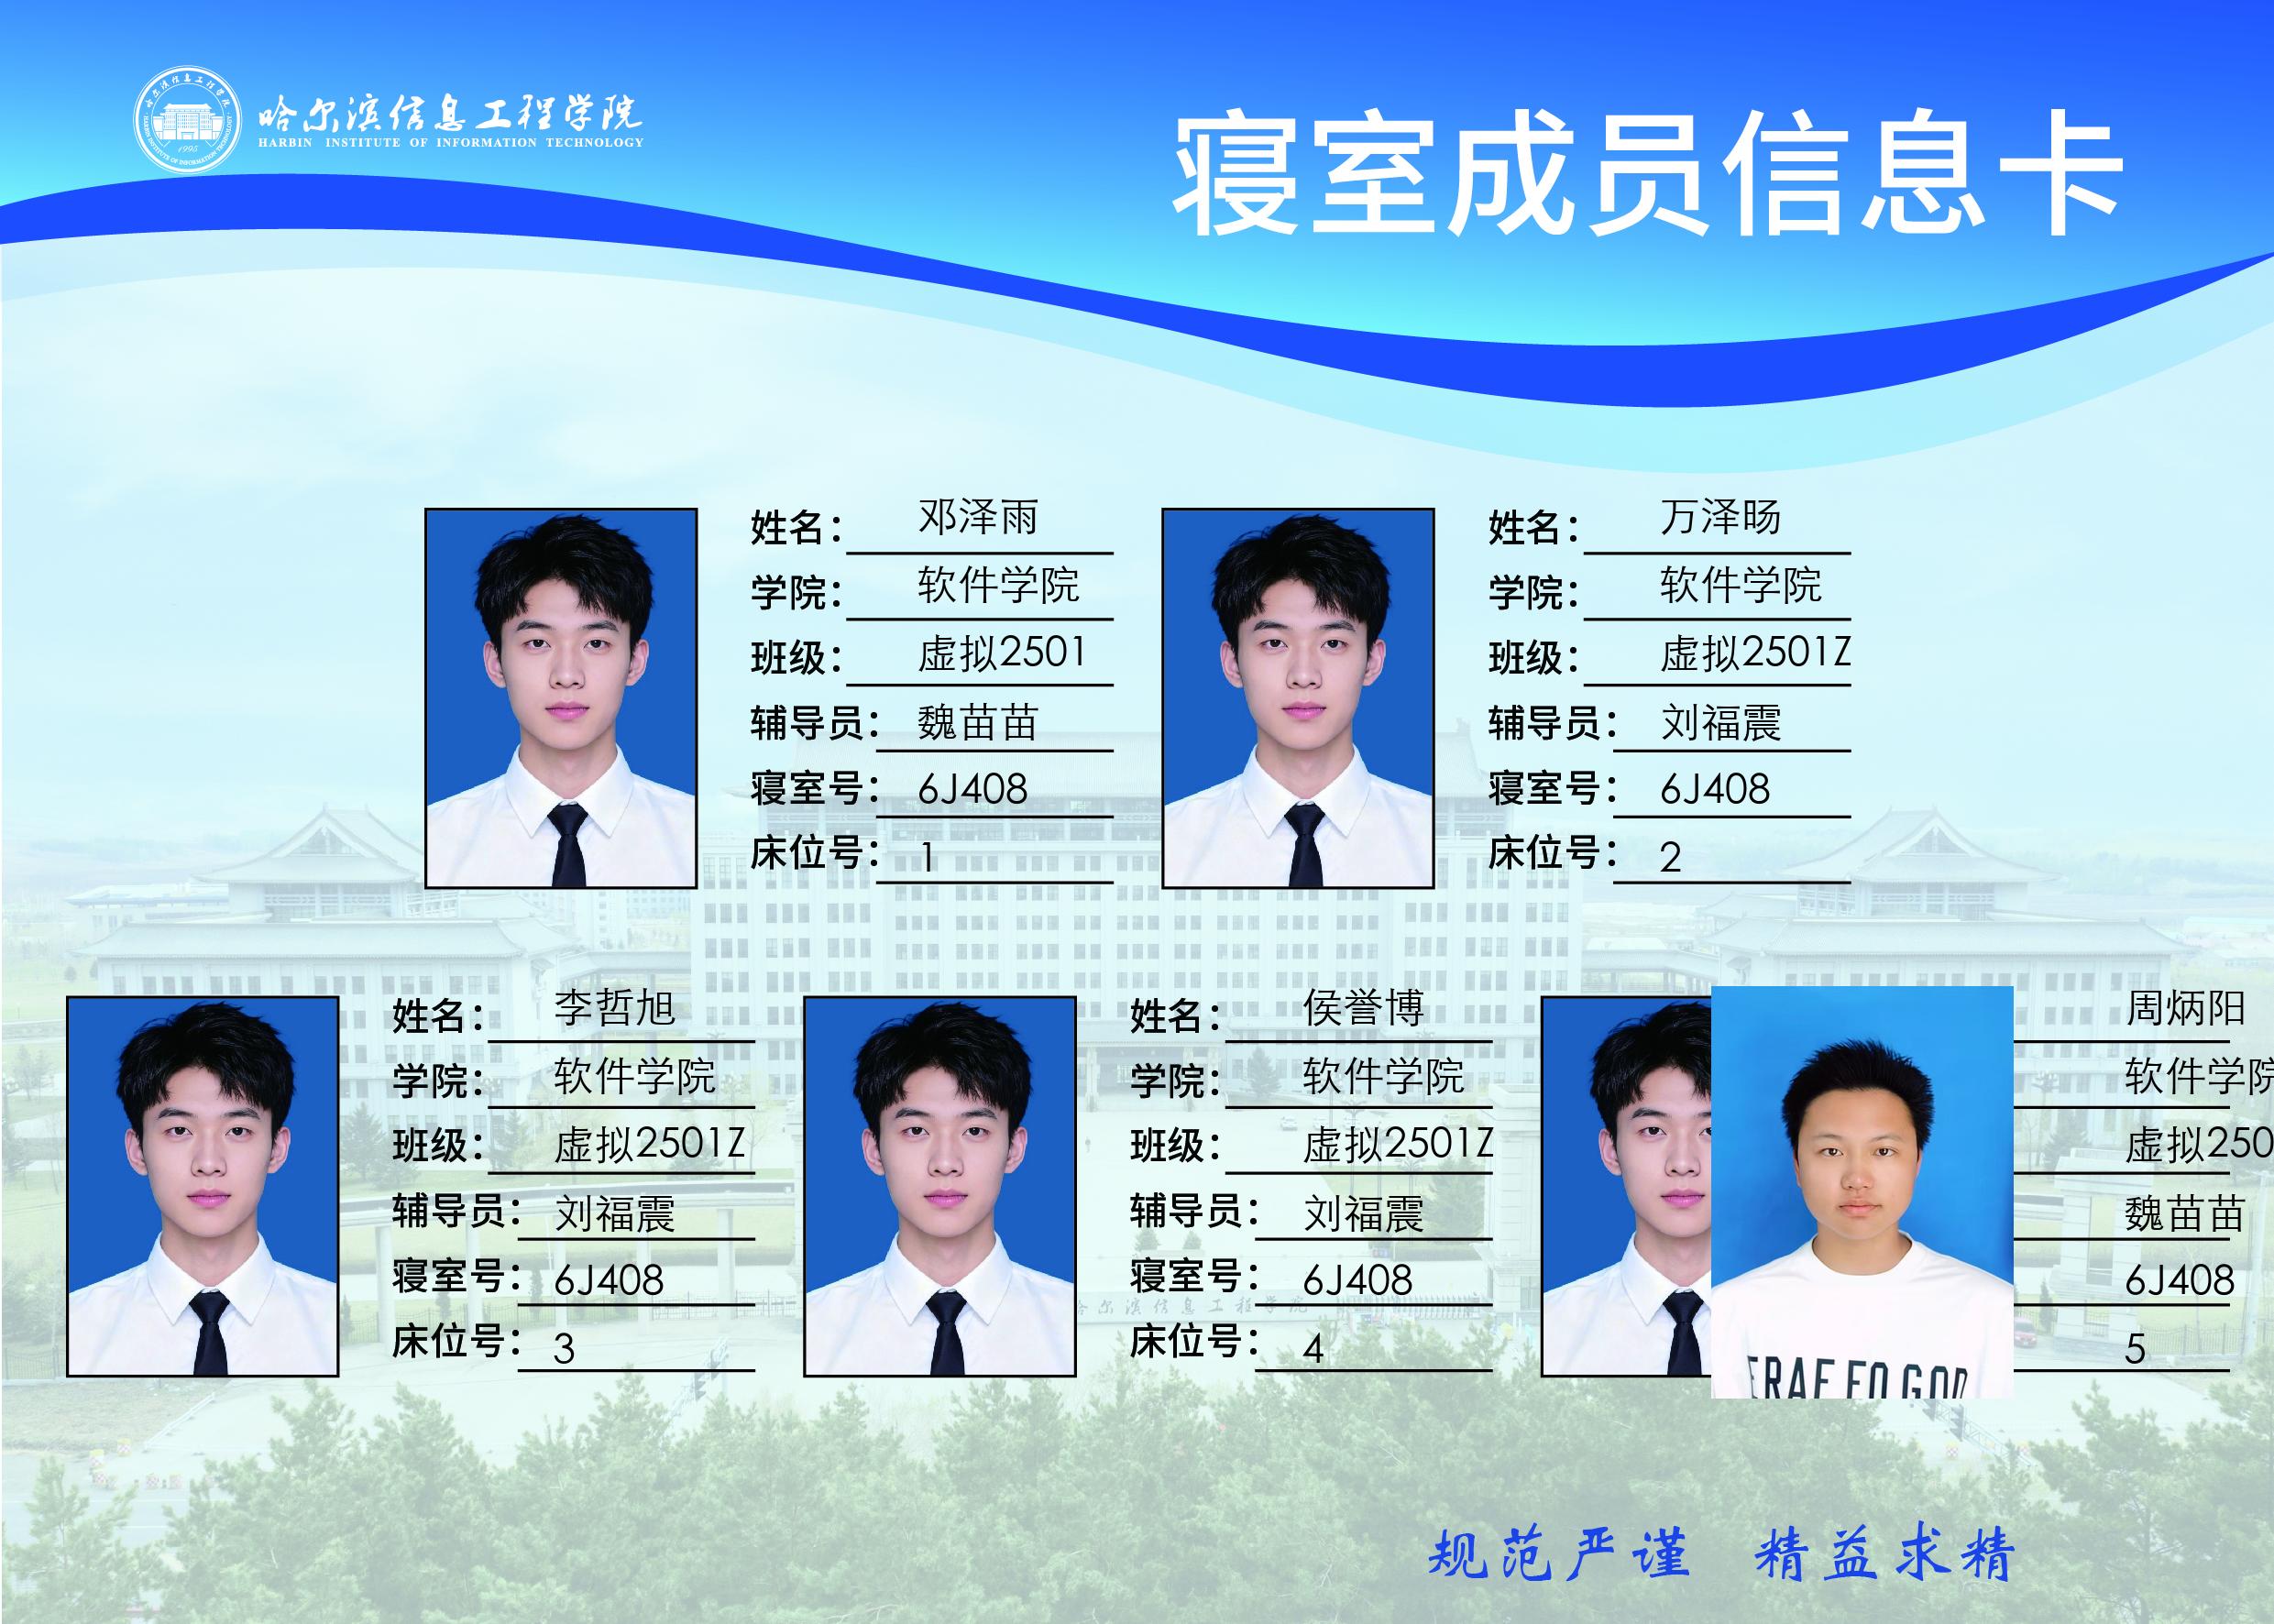 哈尔滨信息工程学院
HARBIN INSTITUTE OF INFORMATION TECHNOLOGY
1995
寝室成员信息卡
姓名: 邓泽雨
学院: 软件学院
班级: 虚拟2501
辅导员: 魏苗苗
寝室号: 6J408
床位号: 1
姓名: 万泽旸
学院: 软件学院
班级: 虚拟2501Z
辅导员: 刘福震
寝室号: 6J408
床位号: 2
姓名: 李哲旭
学院: 软件学院
班级: 虚拟2501Z
辅导员: 刘福震
寝室号: 6J408
床位号: 3
姓名: 侯誉博
学院: 软件学院
班级: 虚拟2501Z
辅导员: 刘福震
寝室号: 6J408
床位号: 4
周炳阳
软件学院
虚拟250
魏苗苗
6J408
5
哈尔滨信息工程学院
规范严谨 精益求精